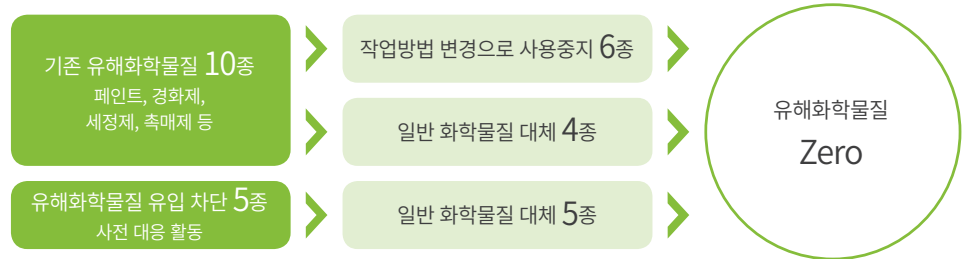 기존 유해화학물질 10종
페인트, 경화제,
세정제, 촉매제 등
작업방법 변경으로 사용중지 6종
일반 화학물질 대체 4종
유해화학물질 유입 차단 5종
사전 대응 활동
일반 화학물질 대체 5종
유해화학물질
Zero